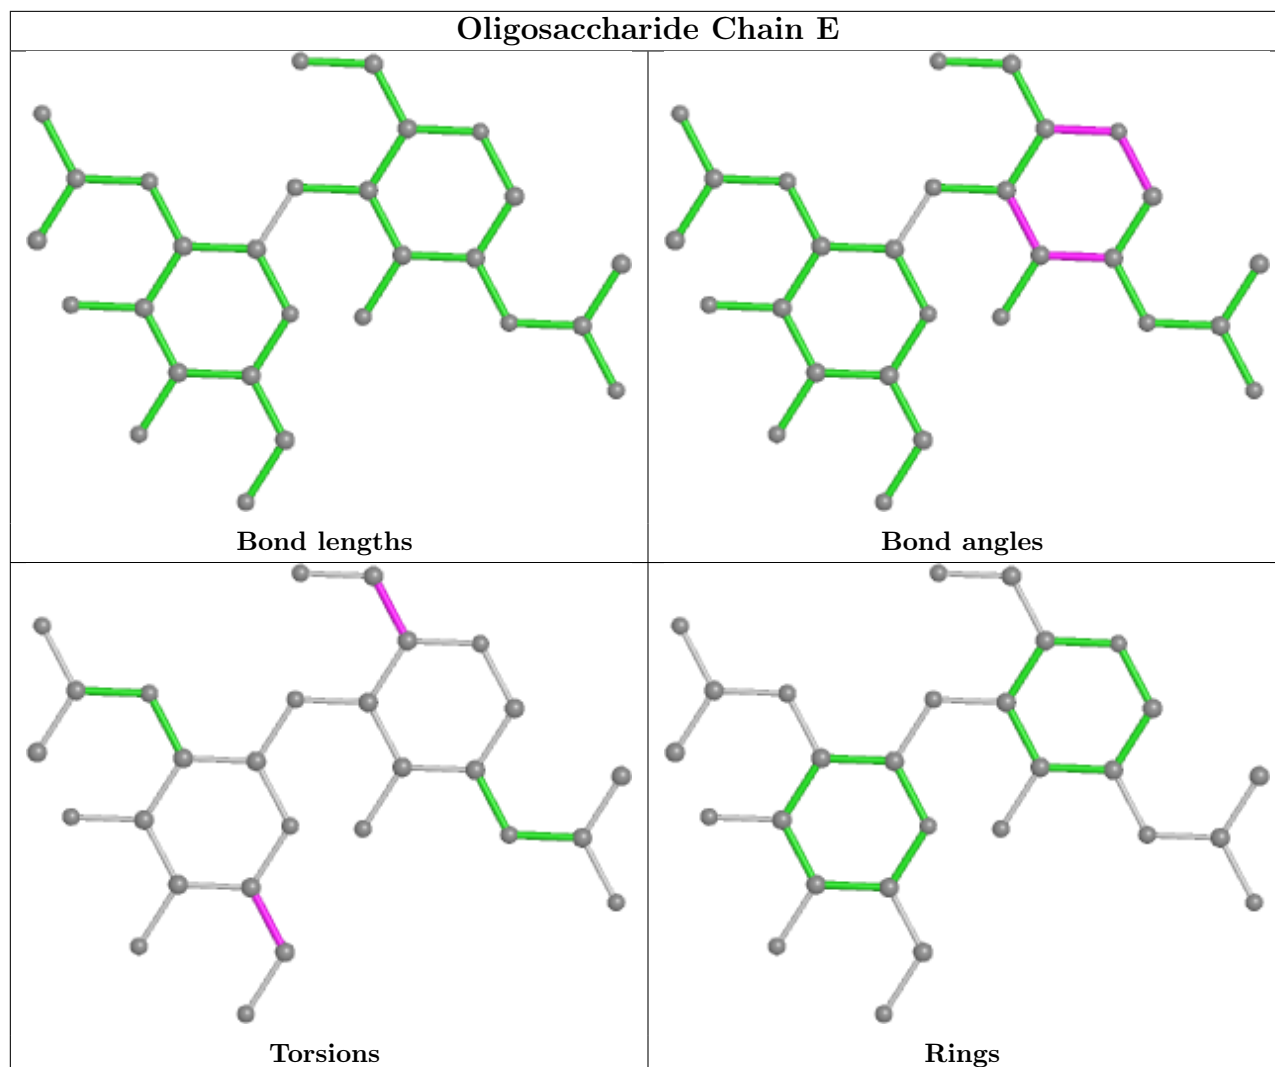 Oligosaccharide Chain E
Bond lengths
Bond angles
Torsions
Rings